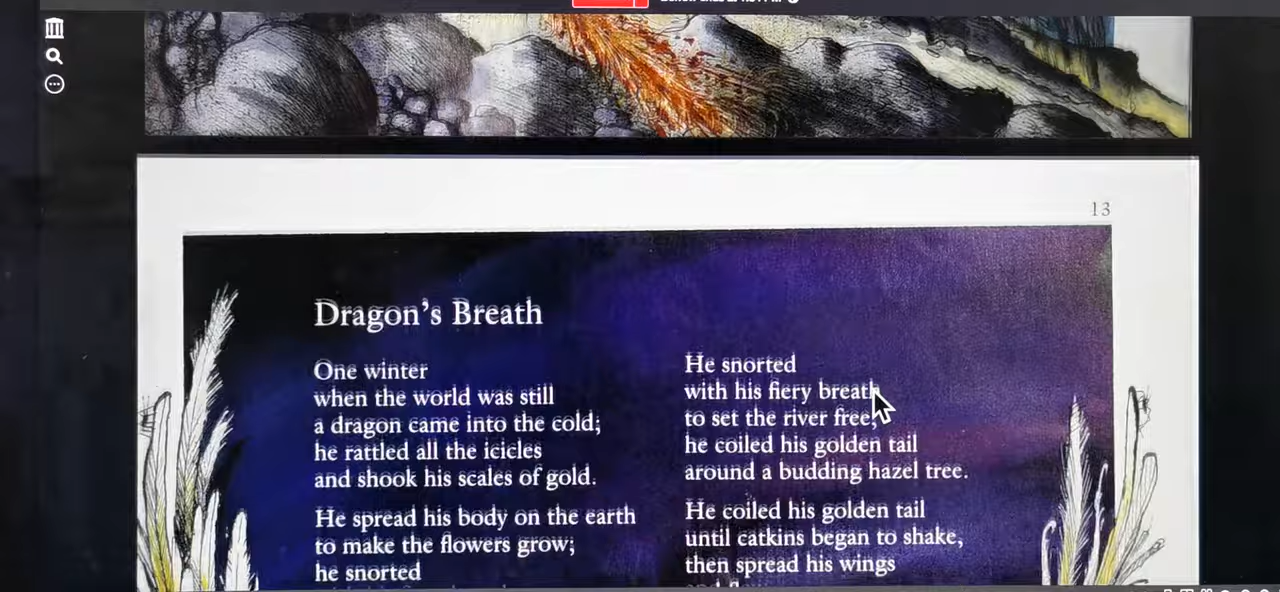 13
Dragon's Breath
One winter
when the world was still
a dragon came into the cold;
he rattled all the icicles
and shook his scales of gold.
He spread his body on the earth
to make the flowers grow;
he snorted
He snorted
with his fiery breath
to set the river free;
he coiled his golden tail
around a budding hazel tree.
He coiled his golden tail
until catkins began to shake,
then spread his wings